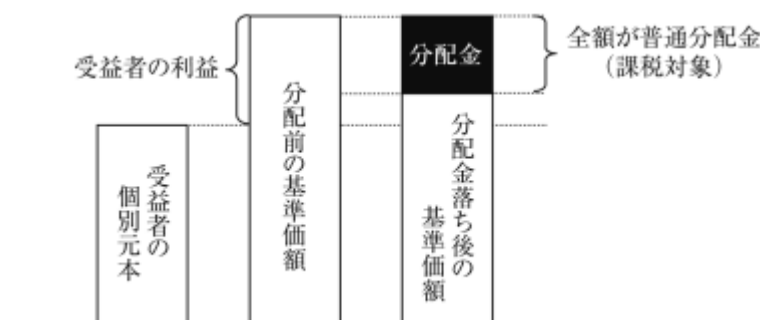 受益者の利益
分配金
全額が普通分配金
（課税対象）
受益者の
個別元本
分配前の基準価額
分配金落ち後の
基準価額